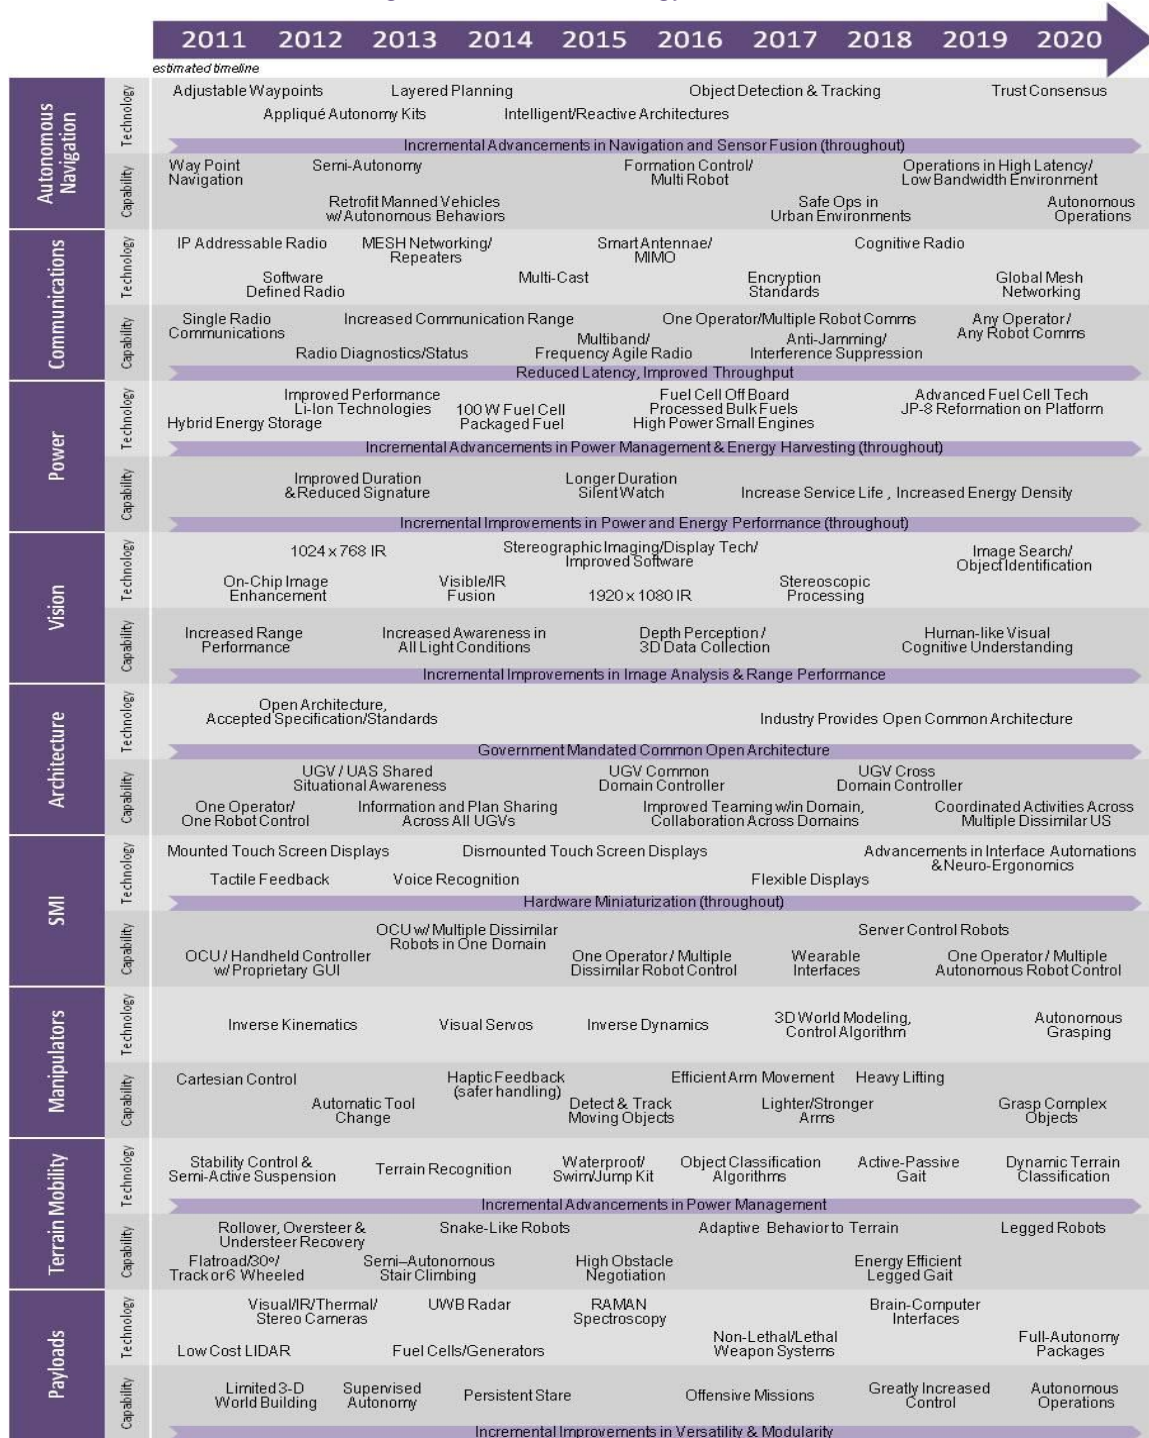 2011 2012 2013 2014 2015 2016 2017 2018 2019 2020
estimated timeline
Autonomous
Navigation
Technology
Adjustable Waypoints
Layered Planning
Object Detection & Tracking
Trust Consensus
Appliqué Autonomy Kits
Intelligent/Reactive Architectures
Incremental Advancements in Navigation and Sensor Fusion (throughout)
Capability
Way Point
Navigation
Semi-Autonomy
Formation Control/
Multi Robot
Operations in High Latency/
Low Bandwidth Environment
Retrofit Manned Vehicles
w/Autonomous Behaviors
Safe Ops in
Urban Environments
Autonomous
Operations
Communications
Technology
IP Addressable Radio
MESH Networking/
Repeaters
Smart Antennae/
MIMO
Cognitive Radio
Software
Defined Radio
Multi-Cast
Encryption
Standards
Global Mesh
Networking
Capability
Single Radio
Communications
Increased Communication Range
One Operator/Multiple Robot Comms
Any Operator/
Any Robot Comms
Radio Diagnostics/Status
Multiband/
Frequency Agile Radio
Anti-Jamming/
Interference Suppression
Reduced Latency, Improved Throughput
Power
Technology
Hybrid Energy Storage
Improved Performance
Li-Ion Technologies
100 W Fuel Cell
Packaged Fuel
Fuel Cell Off Board
Processed Bulk Fuels
High Power Small Engines
Advanced Fuel Cell Tech
JP-8 Reformation on Platform
Incremental Advancements in Power Management & Energy Harvesting (throughout)
Capability
Improved Duration
& Reduced Signature
Longer Duration
Silent Watch
Increase Service Life , Increased Energy Density
Incremental Improvements in Power and Energy Performance (throughout)
Vision
Technology
1024 x 768 IR
Stereographic Imaging/Display Tech/
Improved Software
Image Search/
Object Identification
On-Chip Image
Enhancement
Visible/IR
Fusion
1920 x 1080 IR
Stereoscopic
Processing
Capability
Increased Range
Performance
Increased Awareness in
All Light Conditions
Depth Perception /
3D Data Collection
Human-like Visual
Cognitive Understanding
Incremental Improvements in Image Analysis & Range Performance
Architecture
Technology
Open Architecture,
Accepted Specification/Standards
Industry Provides Open Common Architecture
Government Mandated Common Open Architecture
Capability
UGV / UAS Shared
Situational Awareness
UGV Common
Domain Controller
UGV Cross
Domain Controller
One Operator/
One Robot Control
Information and Plan Sharing
Across All UGVs
Improved Teaming w/in Domain,
Collaboration Across Domains
Coordinated Activities Across
Multiple Dissimilar US
SMI
Technology
Mounted Touch Screen Displays
Dismounted Touch Screen Displays
Advancements in Interface Automations
& Neuro-Ergonomics
Tactile Feedback
Voice Recognition
Flexible Displays
Hardware Miniaturization (throughout)
Capability
OCU w/ Multiple Dissimilar
Robots in One Domain
Server Control Robots
OCU / Handheld Controller
w/ Proprietary GUI
One Operator / Multiple
Dissimilar Robot Control
Wearable
Interfaces
One Operator / Multiple
Autonomous Robot Control
Manipulators
Technology
Inverse Kinematics
Visual Servos
Inverse Dynamics
3D World Modeling,
Control Algorithm
Autonomous
Grasping
Capability
Cartesian Control
Haptic Feedback
(safer handling)
Efficient Arm Movement
Heavy Lifting
Automatic Tool
Change
Detect & Track
Moving Objects
Lighter/Stronger
Arms
Grasp Complex
Objects
Terrain Mobility
Technology
Stability Control &
Semi-Active Suspension
Terrain Recognition
Waterproof/
Swim/Jump Kit
Object Classification
Algorithms
Active-Passive
Gait
Dynamic Terrain
Classification
Incremental Advancements in Power Management
Capability
Rollover, Oversteer &
Understeer Recovery
Snake-Like Robots
Adaptive Behavior to Terrain
Legged Robots
Flatroad/30º/
Track or 6 Wheeled
Semi–Autonomous
Stair Climbing
High Obstacle
Negotiation
Energy Efficient
Legged Gait
Payloads
Technology
Visual/IR/Thermal/
Stereo Cameras
UWB Radar
RAMAN
Spectroscopy
Brain-Computer
Interfaces
Low Cost LIDAR
Fuel Cells/Generators
Non-Lethal/Lethal
Weapon Systems
Full-Autonomy
Packages
Capability
Limited 3-D
World Building
Supervised
Autonomy
Persistent Stare
Offensive Missions
Greatly Increased
Control
Autonomous
Operations
Incremental Improvements in Versatility & Modularity